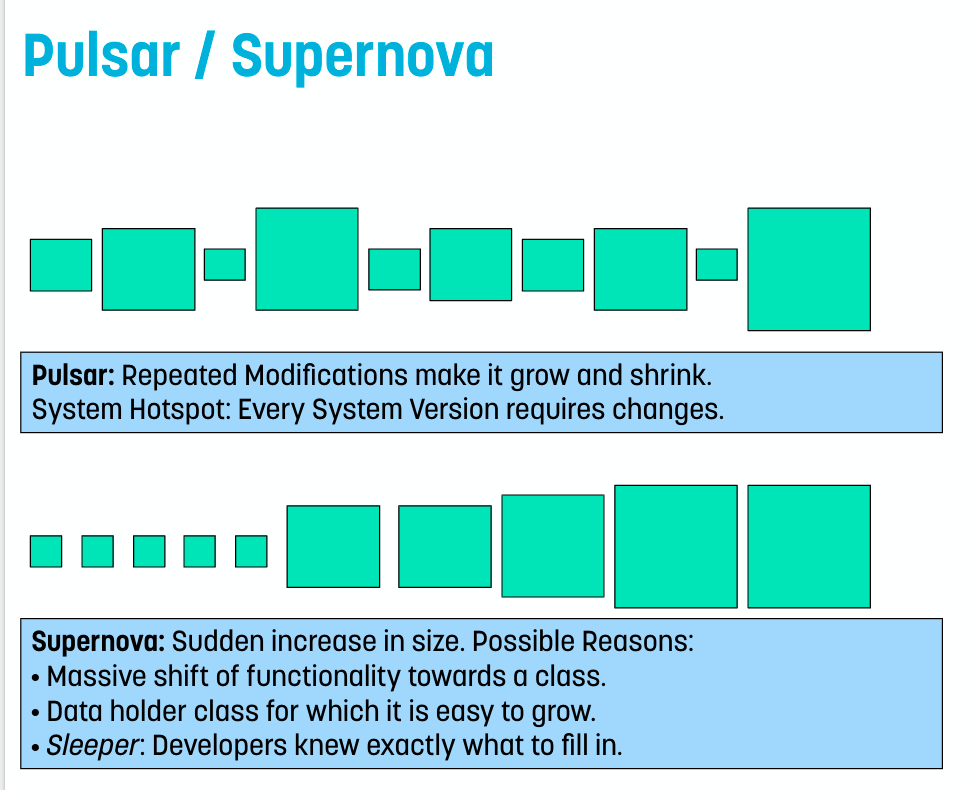 Pulsar / Supernova
Pulsar: Repeated Modifications make it grow and shrink.
System Hotspot: Every System Version requires changes.
Supernova: Sudden increase in size. Possible Reasons:
• Massive shift of functionality towards a class.
• Data holder class for which it is easy to grow.
• Sleeper: Developers knew exactly what to fill in.